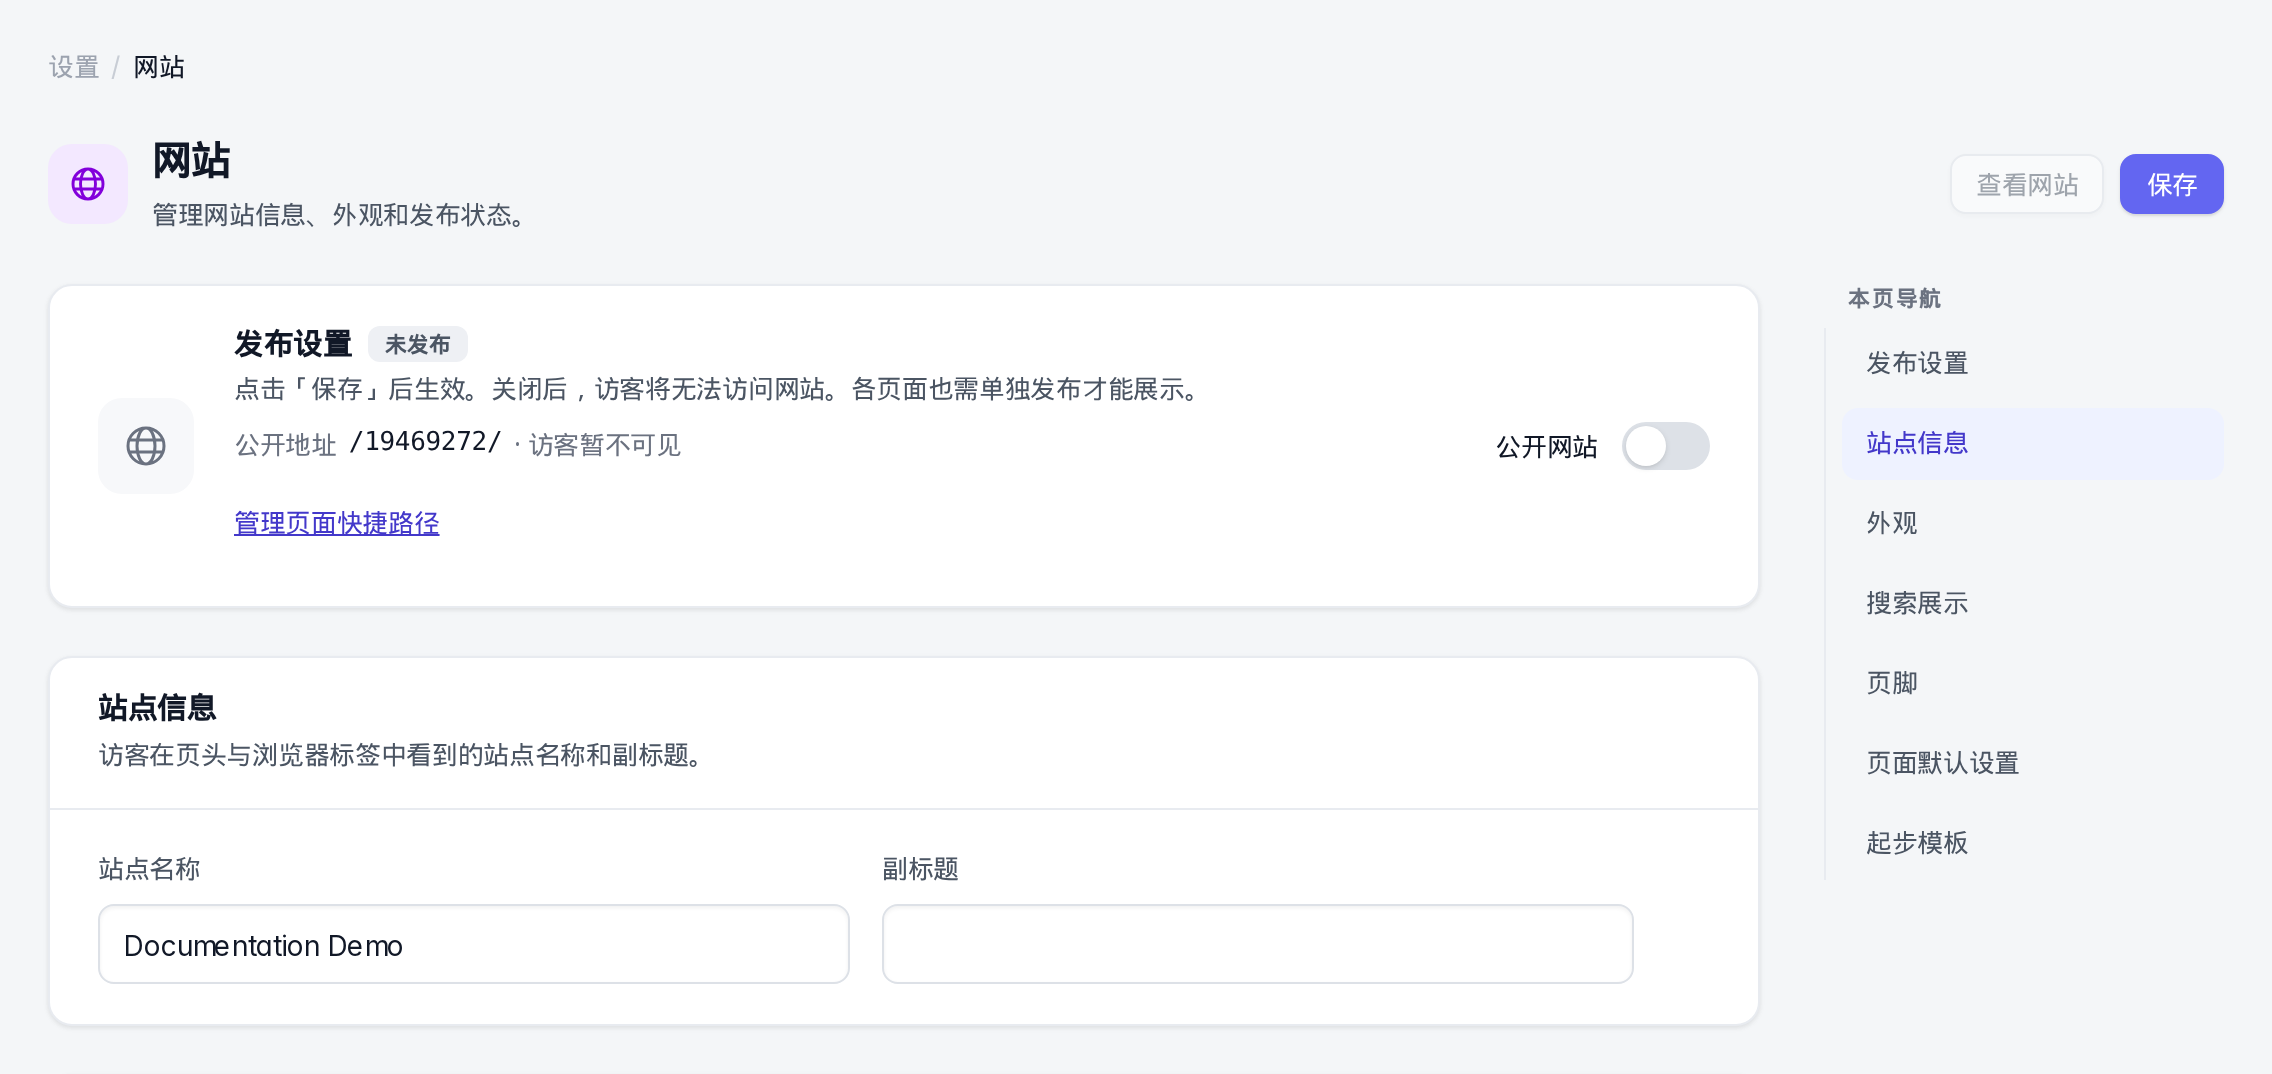 设置 / 网站
网站
管理网站信息、外观和发布状态。
查看网站
保存
发布设置 未发布
点击「保存」后生效。关闭后，访客将无法访问网站。各页面也需单独发布才能展示。
公开地址 /19469272/ · 访客暂不可见
公开网站
管理页面快捷路径
站点信息
访客在页头与浏览器标签中看到的站点名称和副标题。
站点名称
Documentation Demo
副标题
本页导航
发布设置
站点信息
外观
搜索展示
页脚
页面默认设置
起步模板